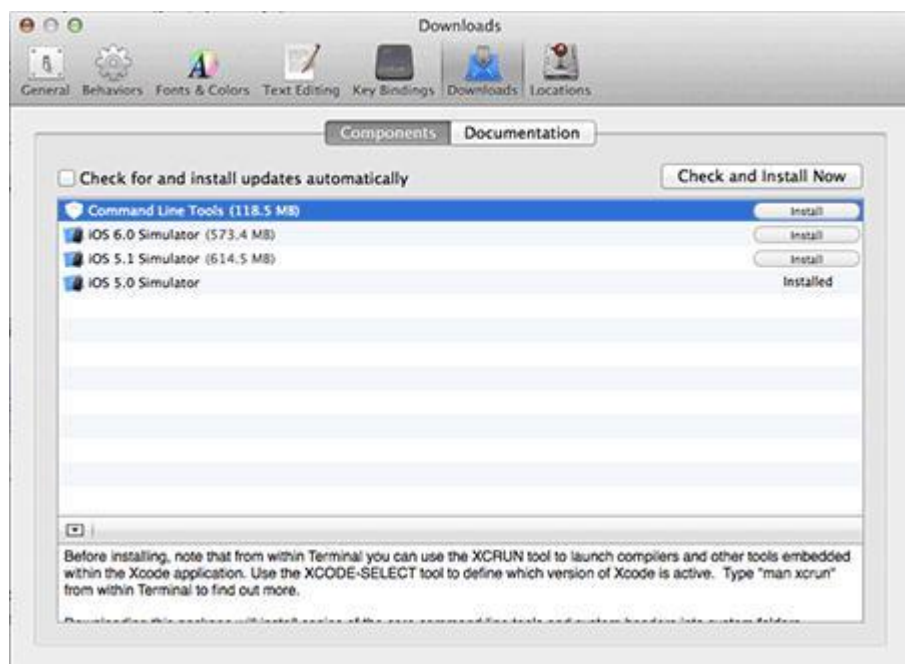 Downloads
General Behaviors Fonts & Colors Text Editing Key Bindings Downloads Locations
Components Documentation
Check for and install updates automatically Check and Install Now
Command Line Tools (118.5 MB) Install
iOS 6.0 Simulator (573.4 MB) Install
iOS 5.1 Simulator (614.5 MB) Install
iOS 5.0 Simulator Installed
Before installing, note that from within Terminal you can use the XCRUN tool to launch compilers and other tools embedded
within the Xcode application. Use the XCODE-SELECT tool to define which version of Xcode is active. Type "man xcrun"
from within Terminal to find out more.